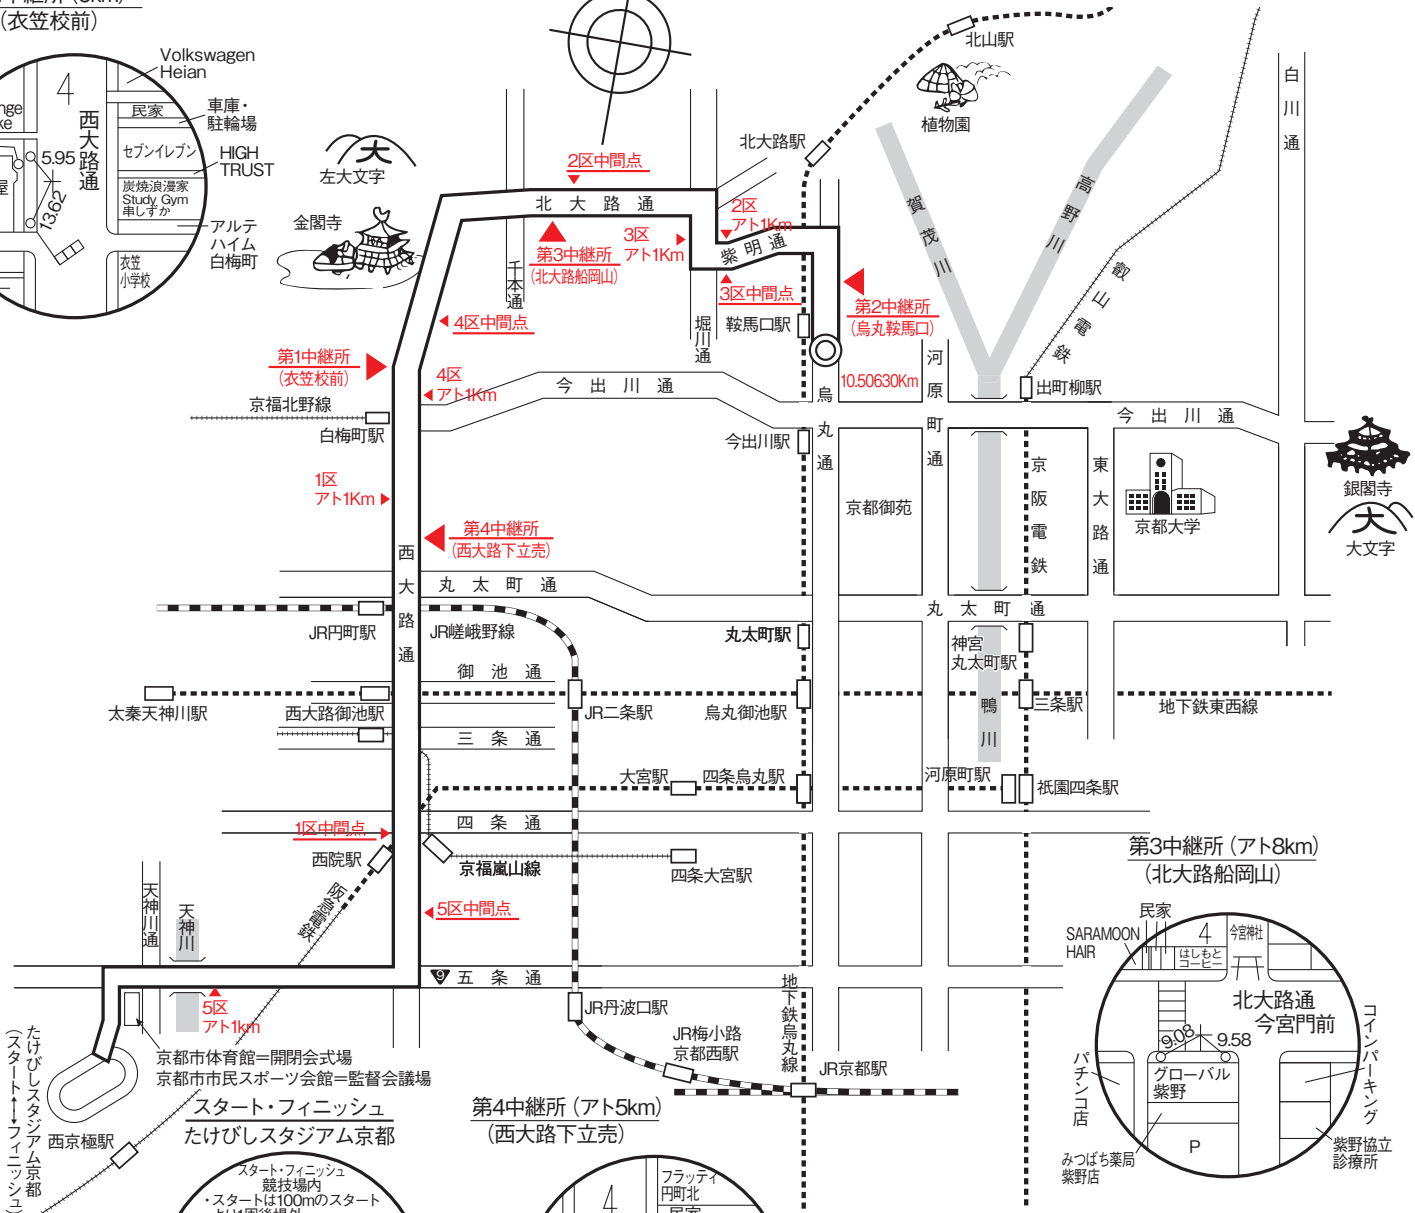 (衣笠校前)
Volkswagen
Heian
4
西大路通
民家
車庫・
駐輪場
セブンイレブン
HIGH
TRUST
5.95
13.62
炭焼浪漫家
Study Gym
串しずか
アルテ
ハイム
白梅町
衣笠
小学校
左大文字
金閣寺
北山駅
植物園
北大路駅
白川通
賀茂川
高野川
叡山電鉄
2区中間点
北大路通
2区
アト1Km
3区
アト1Km
紫明通
第3中継所
(北大路船岡山)
千本通
3区中間点
堀川通
鞍馬口駅
第2中継所
(烏丸鞍馬口)
4区中間点
第1中継所
(衣笠校前)
4区
アト1Km
今出川通
10.50630Km
烏丸通
河原町通
出町柳駅
今出川通
京福北野線
白梅町駅
今出川駅
京阪電鉄
東大路通
京都大学
銀閣寺
大文字
京都御苑
1区
アト1Km
第4中継所
(西大路下立売)
西大路通
丸太町通
丸太町通
JR円町駅
JR嵯峨野線
丸太町駅
神宮
丸太町駅
御池通
太秦天神川駅
西大路御池駅
JR二条駅
烏丸御池駅
鴨川
三条駅
地下鉄東西線
三条通
大宮駅
四条烏丸駅
河原町駅
祇園四条駅
1区中間点
四条通
西院駅
京福嵐山線
四条大宮駅
阪急電鉄
天神川通
天神川
5区中間点
9
五条通
5区
アト1km
JR丹波口駅
地下鉄烏丸線
JR梅小路
京都西駅
JR京都駅
京都市体育館=開閉会式場
京都市市民スポーツ会館=監督会議場
たけびしスタジアム京都
(スタート↔フィニッシュ)
西京極駅
スタート・フィニッシュ
たけびしスタジアム京都
スタート・フィニッシュ
競技場内
・スタートは100mのスタート
第4中継所 (アト5km)
(西大路下立売)
4
フラッティ
円町北
第3中継所 (アト8km)
(北大路船岡山)
民家
SARAMOON
HAIR
4
今宮神社
はしもと
コーヒー
北大路通
今宮門前
9.08
9.58
グローバル
紫野
パチンコ店
コインパーキング
みつばち薬局
紫野店
P
紫野協立
診療所